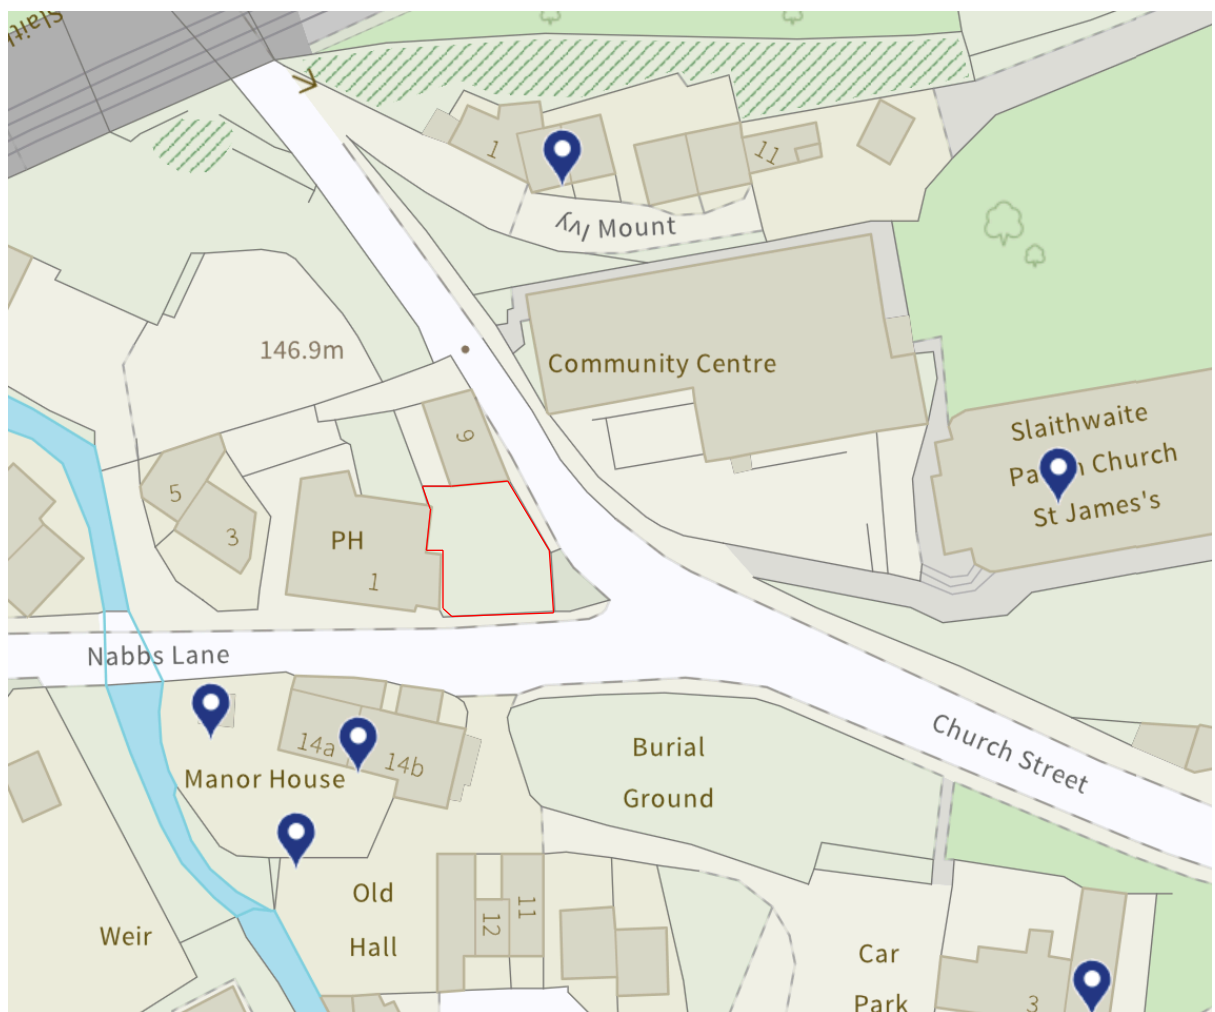 Slait
1
11
Ivy Mount
146.9m
Community Centre
Slaithwaite
Church
St James's
9
5
3
PH
1
Nabbs Lane
14a
14b
Manor House
Burial
Ground
Church Street
Old
Hall
12
11
Weir
Car
Park
3